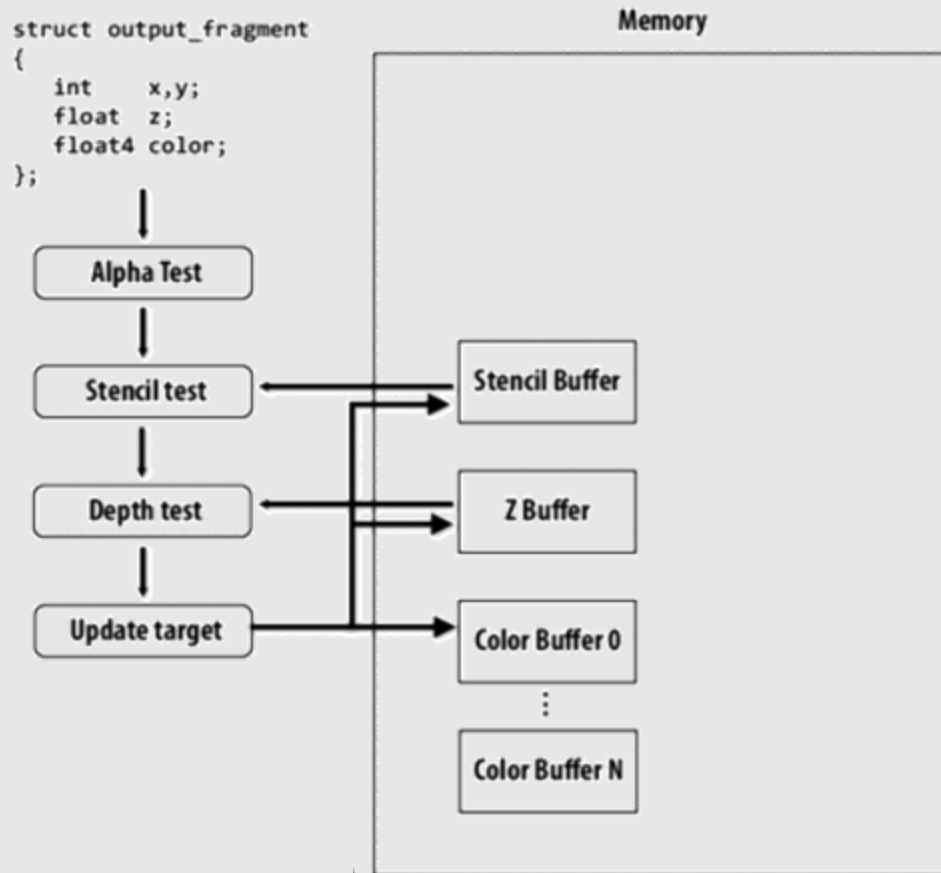 Memory
struct output_fragment
{
int x,y;
float z;
float4 color;
};
Alpha Test
Stencil test
Depth test
Update target
Stencil Buffer
Z Buffer
Color Buffer 0
⋮
Color Buffer N